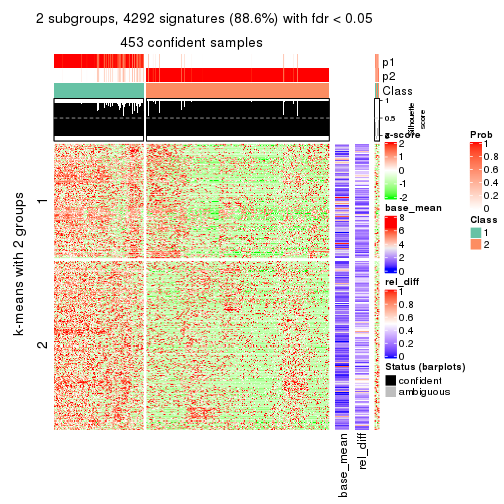 2 subgroups, 4292 signatures (88.6%) with fdr < 0.05
453 confident samples
p1
p2
Class
1
0.5
0
Silhouette
score
k-means with 2 groups
1
2
base_mean
rel_diff
z-score
2
1
0
-1
-2
base_mean
8
6
4
2
0
rel_diff
1
0.8
0.6
0.4
0.2
0
Status (barplots)
confident
ambiguous
Prob
1
0.8
0.6
0.4
0.2
0
Class
1
2